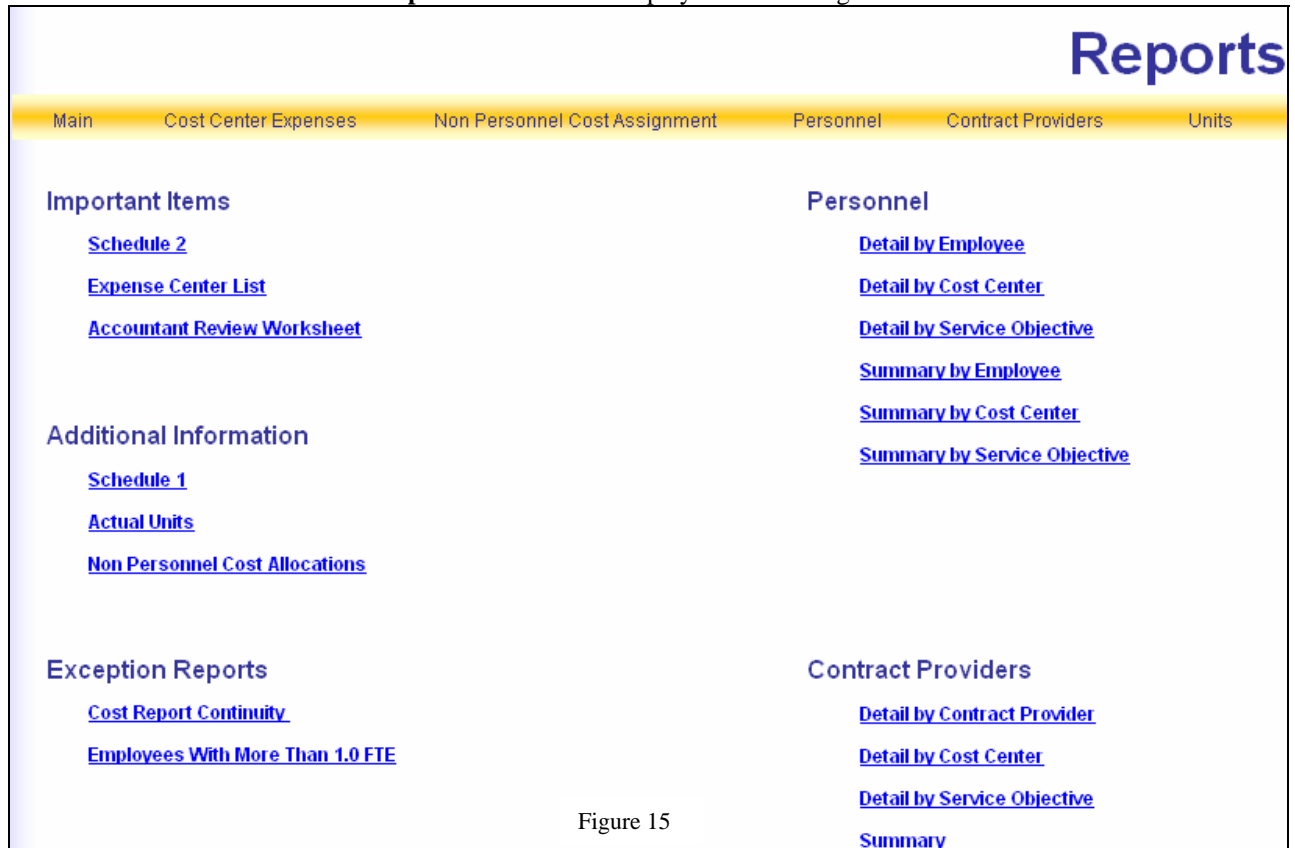 Reports
Main Cost Center Expenses Non Personnel Cost Assignment Personnel Contract Providers Units
Important Items
Schedule 2
Expense Center List
Accountant Review Worksheet
Additional Information
Schedule 1
Actual Units
Non Personnel Cost Allocations
Exception Reports
Cost Report Continuity
Employees With More Than 1.0 FTE
Personnel
Detail by Employee
Detail by Cost Center
Detail by Service Objective
Summary by Employee
Summary by Cost Center
Summary by Service Objective
Contract Providers
Detail by Contract Provider
Detail by Cost Center
Detail by Service Objective
Summary
Figure 15